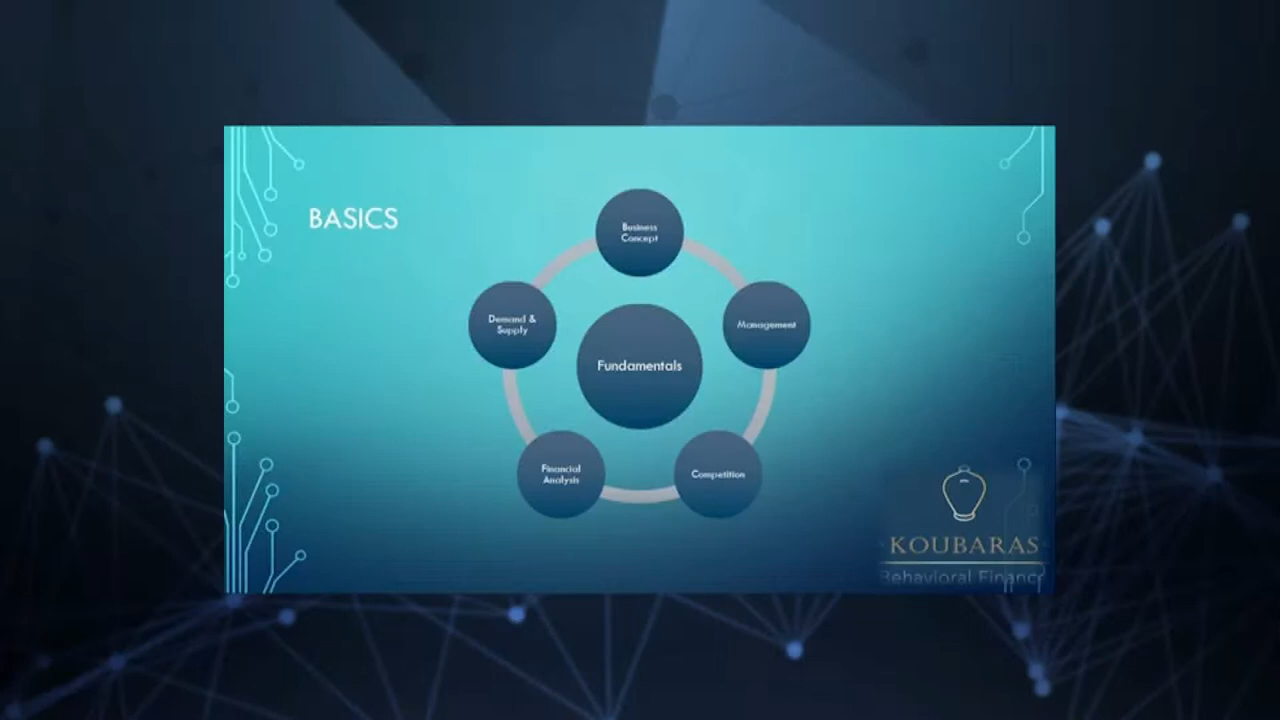 BASICS
Business
Concept
Demand &
Supply
Management
Fundamentals
Financial
Analysis
Competition
KOUBARAS
Behavioral Finance